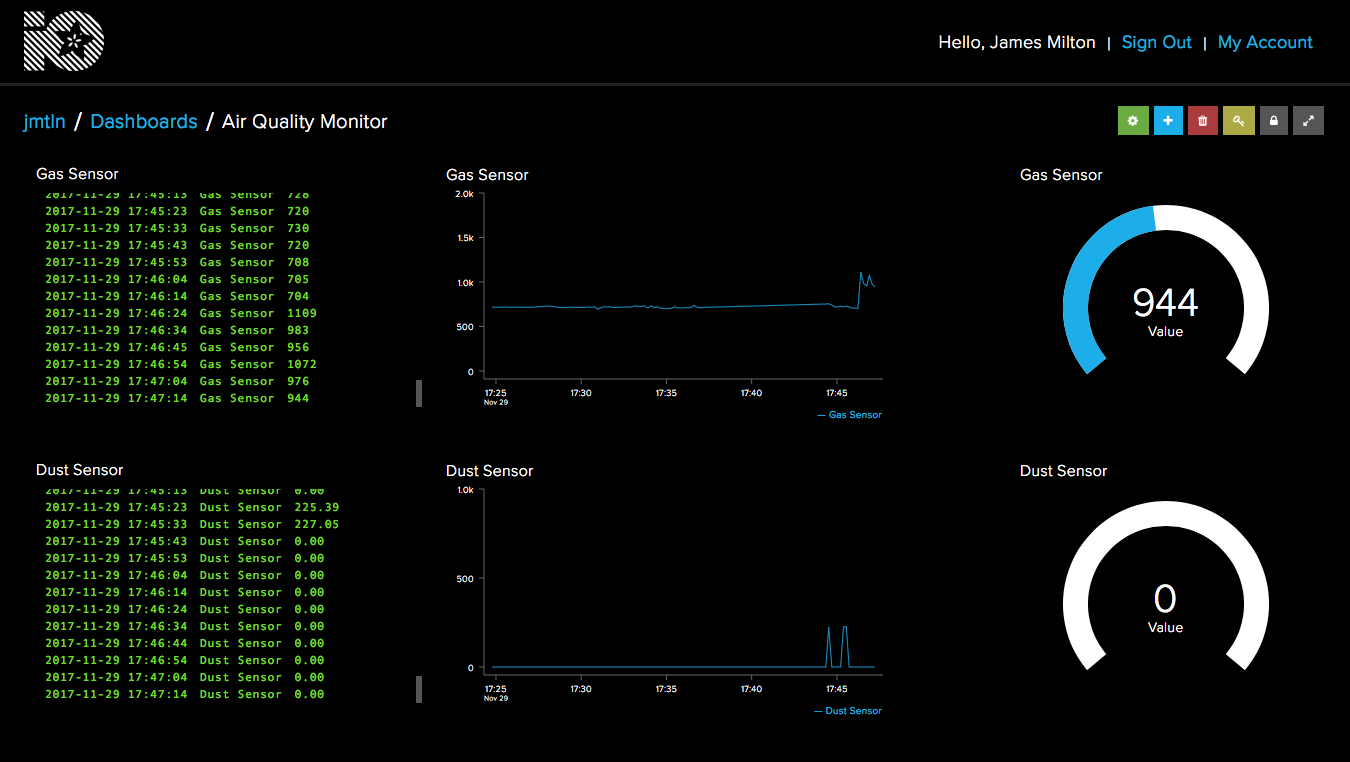 iO
Hello, James Milton | Sign Out | My Account
jmtln / Dashboards / Air Quality Monitor
Gas Sensor
2017-11-29 17:45:13 Gas Sensor 728
2017-11-29 17:45:23 Gas Sensor 720
2017-11-29 17:45:33 Gas Sensor 730
2017-11-29 17:45:43 Gas Sensor 720
2017-11-29 17:45:53 Gas Sensor 708
2017-11-29 17:46:04 Gas Sensor 705
2017-11-29 17:46:14 Gas Sensor 704
2017-11-29 17:46:24 Gas Sensor 1109
2017-11-29 17:46:34 Gas Sensor 983
2017-11-29 17:46:45 Gas Sensor 956
2017-11-29 17:46:54 Gas Sensor 1072
2017-11-29 17:47:04 Gas Sensor 976
2017-11-29 17:47:14 Gas Sensor 944
Gas Sensor
2.0k
1.5k
1.0k
500
0
17:25 17:30 17:35 17:40 17:45
Nov 29
Gas Sensor
Gas Sensor
944
Value
Dust Sensor
2017-11-29 17:45:13 Dust Sensor 0.00
2017-11-29 17:45:23 Dust Sensor 225.39
2017-11-29 17:45:33 Dust Sensor 227.05
2017-11-29 17:45:43 Dust Sensor 0.00
2017-11-29 17:45:53 Dust Sensor 0.00
2017-11-29 17:46:04 Dust Sensor 0.00
2017-11-29 17:46:14 Dust Sensor 0.00
2017-11-29 17:46:24 Dust Sensor 0.00
2017-11-29 17:46:34 Dust Sensor 0.00
2017-11-29 17:46:44 Dust Sensor 0.00
2017-11-29 17:46:54 Dust Sensor 0.00
2017-11-29 17:47:04 Dust Sensor 0.00
2017-11-29 17:47:14 Dust Sensor 0.00
Dust Sensor
1.0k
500
0
17:25 17:30 17:35 17:40 17:45
Nov 29
Dust Sensor
Dust Sensor
0
Value